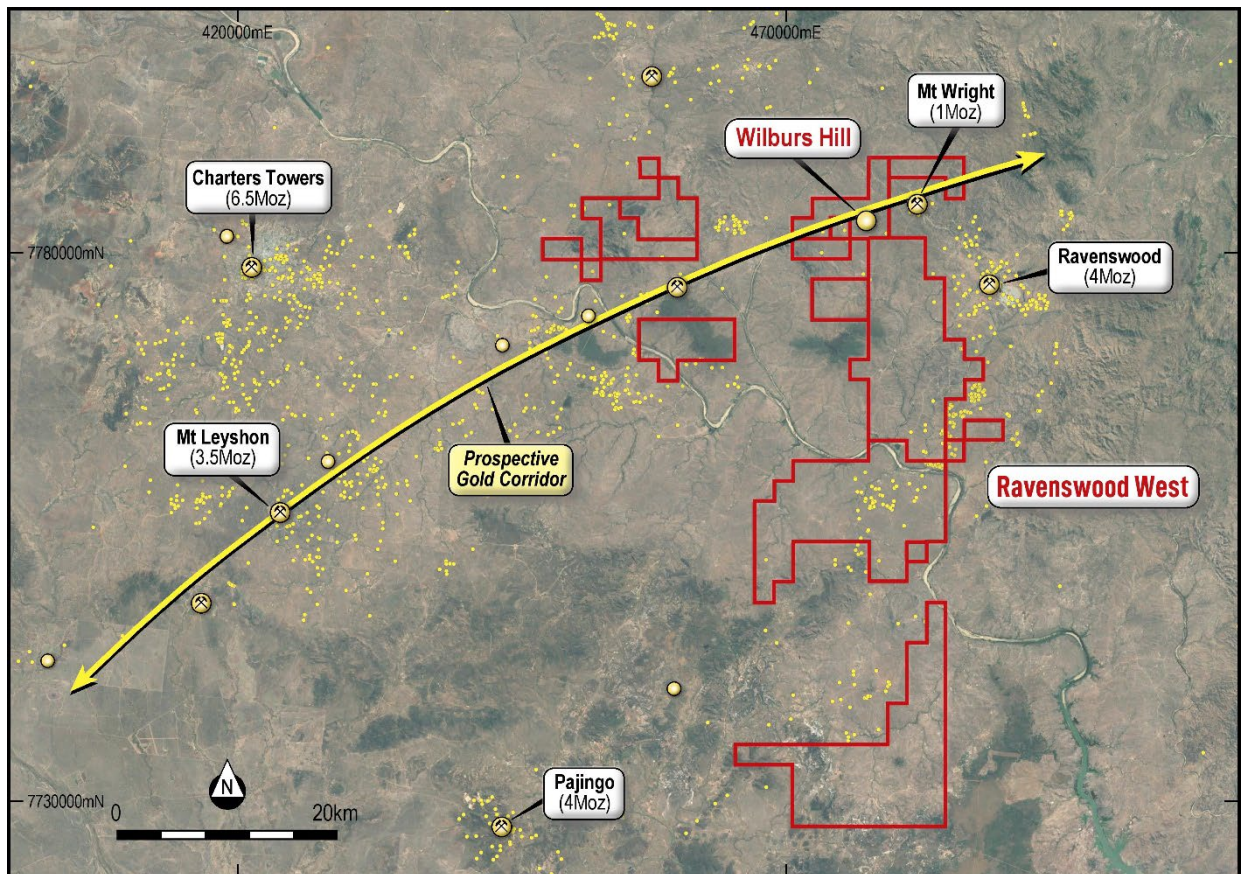 420000mE
470000mE
Mt Wright
(1Moz)
Wilburs Hill
Charters Towers
(6.5Moz)
7780000mN
Ravenswood
(4Moz)
Mt Leyshon
(3.5Moz)
Prospective
Gold Corridor
Ravenswood West
N
Pajingo
(4Moz)
7730000mN
0
20km